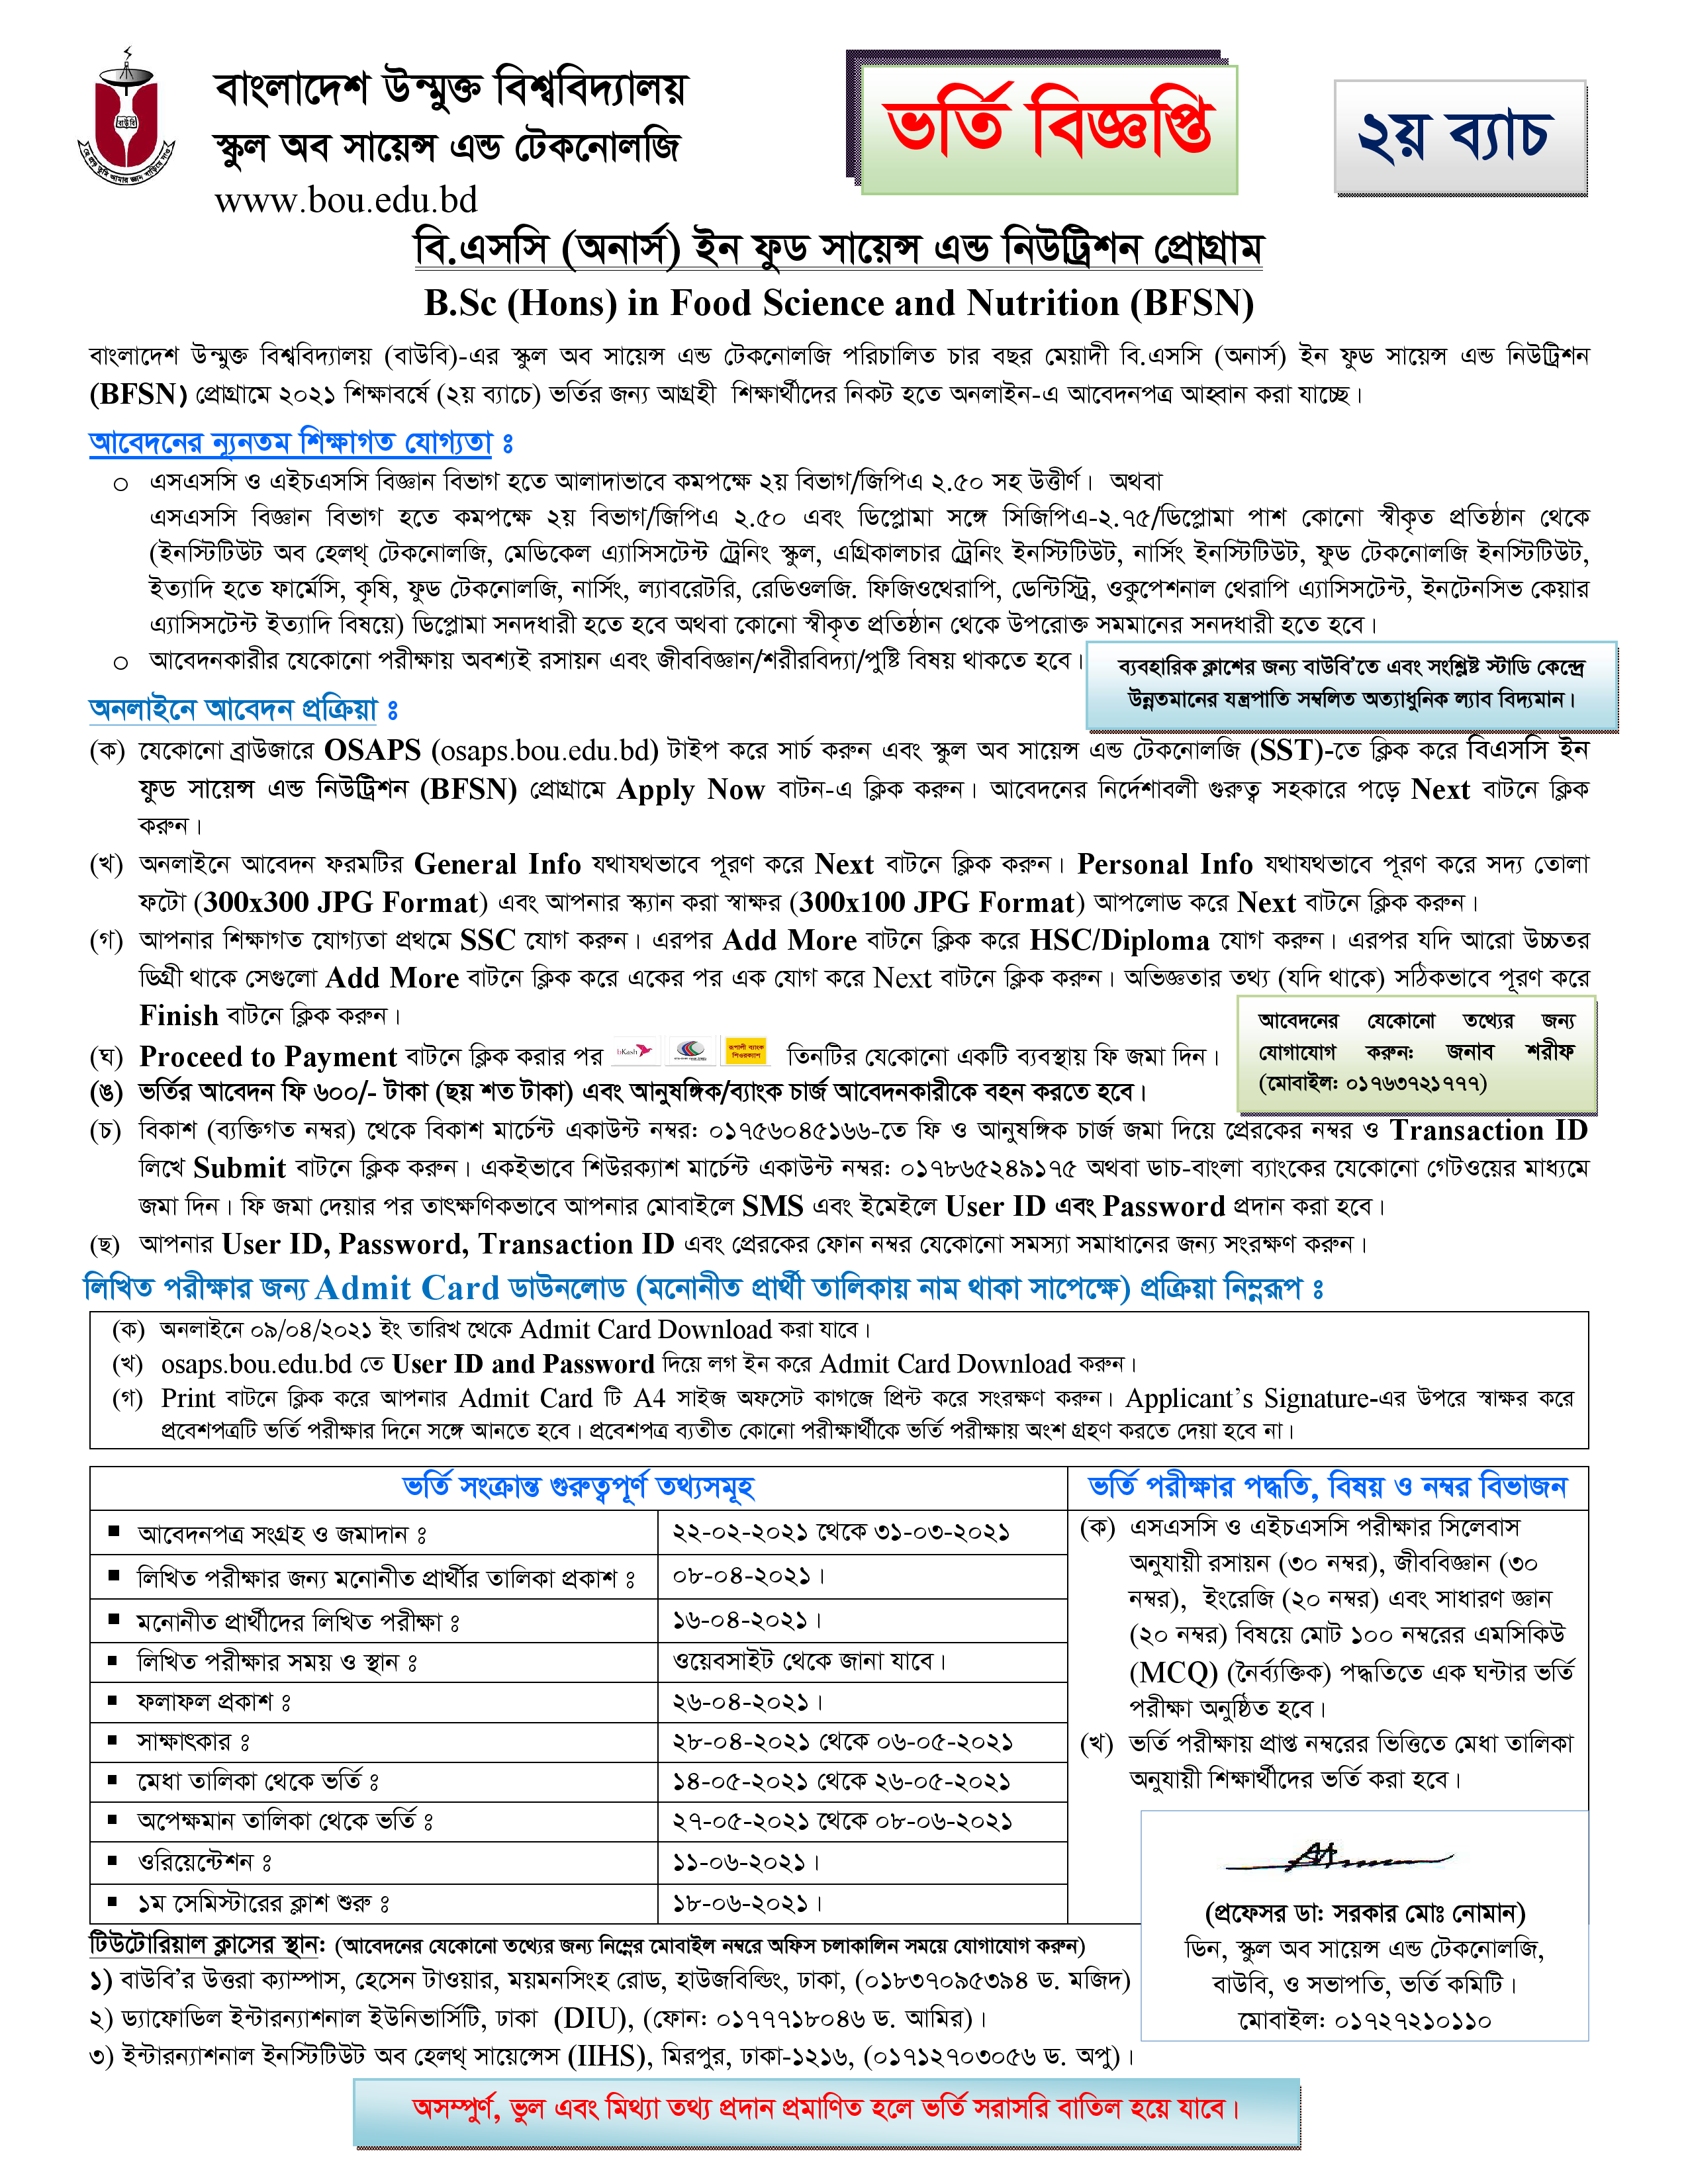 বাংলাদেশ উন্মুক্ত বিশ্ববিদ্যালয়
স্কুল অব সায়েন্স এন্ড টেকনোলজি
www.bou.edu.bd
ভর্তি বিজ্ঞপ্তি
২য় ব্যাচ
বি.এসসি (অনার্স) ইন ফুড সায়েন্স এন্ড নিউট্রিশন প্রোগ্রাম
B.Sc (Hons) in Food Science and Nutrition (BFSN)
বাংলাদেশ উন্মুক্ত বিশ্ববিদ্যালয় (বাউবি)-এর স্কুল অব সায়েন্স এন্ড টেকনোলজি পরিচালিত চার বছর মেয়াদী বি.এসসি (অনার্স) ইন ফুড সায়েন্স এন্ড নিউট্রিশন
(BFSN) প্রোগ্রামে ২০২১ শিক্ষাবর্ষে (২য় ব্যাচে) ভর্তির জন্য আগ্রহী শিক্ষার্থীদের নিকট হতে অনলাইন-এ আবেদনপত্র আহ্বান করা যাচ্ছে।
আবেদনের ন্যূনতম শিক্ষাগত যোগ্যতা ঃ
o এসএসসি ও এইচএসসি বিজ্ঞান বিভাগ হতে আলাদাভাবে কমপক্ষে ২য় বিভাগ/জিপিএ ২.৫০ সহ উত্তীর্ণ। অথবা
এসএসসি বিজ্ঞান বিভাগ হতে কমপক্ষে ২য় বিভাগ/জিপিএ ২.৫০ এবং ডিপ্লোমা সঙ্গে সিজিপিএ-২.৭৫/ডিপ্লোমা পাশ কোনো স্বীকৃত প্রতিষ্ঠান থেকে
(ইনস্টিটিউট অব হেলথ্ টেকনোলজি, মেডিকেল এ্যাসিসটেন্ট ট্রেনিং স্কুল, এগ্রিকালচার ট্রেনিং ইনস্টিটিউট, নার্সিং ইনস্টিটিউট, ফুড টেকনোলজি ইনস্টিটিউট,
ইত্যাদি হতে ফার্মেসি, কৃষি, ফুড টেকনোলজি, নার্সিং, ল্যাবরেটরি, রেডিওলজি. ফিজিওথেরাপি, ডেন্টিস্ট্রি, ওকুপেশনাল থেরাপি এ্যাসিসটেন্ট, ইনটেনসিভ কেয়ার
এ্যাসিসটেন্ট ইত্যাদি বিষয়ে) ডিপ্লোমা সনদধারী হতে হবে অথবা কোনো স্বীকৃত প্রতিষ্ঠান থেকে উপরোক্ত সমমানের সনদধারী হতে হবে।
o আবেদনকারীর যেকোনো পরীক্ষায় অবশ্যই রসায়ন এবং জীববিজ্ঞান/শরীরবিদ্যা/পুষ্টি বিষয় থাকতে হবে।
ব্যবহারিক ক্লাশের জন্য বাউবি’তে এবং সংশ্লিষ্ট স্টাডি কেন্দ্রে
উন্নতমানের যন্ত্রপাতি সম্বলিত অত্যাধুনিক ল্যাব বিদ্যমান।
অনলাইনে আবেদন প্রক্রিয়া ঃ
(ক) যেকোনো ব্রাউজারে OSAPS (osaps.bou.edu.bd) টাইপ করে সার্চ করুন এবং স্কুল অব সায়েন্স এন্ড টেকনোলজি (SST)-তে ক্লিক করে বিএসসি ইন
ফুড সায়েন্স এন্ড নিউট্রিশন (BFSN) প্রোগ্রামে Apply Now বাটন-এ ক্লিক করুন। আবেদনের নির্দেশাবলী গুরুত্ব সহকারে পড়ে Next বাটনে ক্লিক
করুন।
(খ) অনলাইনে আবেদন ফরমটির General Info যথাযথভাবে পূরণ করে Next বাটনে ক্লিক করুন। Personal Info যথাযথভাবে পূরণ করে সদ্য তোলা
ফটো (300x300 JPG Format) এবং আপনার স্ক্যান করা স্বাক্ষর (300x100 JPG Format) আপলোড করে Next বাটনে ক্লিক করুন।
(গ) আপনার শিক্ষাগত যোগ্যতা প্রথমে SSC যোগ করুন। এরপর Add More বাটনে ক্লিক করে HSC/Diploma যোগ করুন। এরপর যদি আরো উচ্চতর
ডিগ্রী থাকে সেগুলো Add More বাটনে ক্লিক করে একের পর এক যোগ করে Next বাটনে ক্লিক করুন। অভিজ্ঞতার তথ্য (যদি থাকে) সঠিকভাবে পূরণ করে
Finish বাটনে ক্লিক করুন।
আবেদনের যেকোনো তথ্যের জন্য
যোগাযোগ করুন: জনাব শরীফ
(মোবাইল: ০১৭৬৩৭২১৭৭৭)
(ঘ) Proceed to Payment বাটনে ক্লিক করার পর bKash রূপালী ব্যাংক শিওরক্যাশ তিনটির যেকোনো একটি ব্যবস্থায় ফি জমা দিন।
(ঙ) ভর্তির আবেদন ফি ৬০০/- টাকা (ছয় শত টাকা) এবং আনুষঙ্গিক/ব্যাংক চার্জ আবেদনকারীকে বহন করতে হবে।
(চ) বিকাশ (ব্যক্তিগত নম্বর) থেকে বিকাশ মার্চেন্ট একাউন্ট নম্বর: ০১৭৫৬০৪৫১৬৬-তে ফি ও আনুষঙ্গিক চার্জ জমা দিয়ে প্রেরকের নম্বর ও Transaction ID
লিখে Submit বাটনে ক্লিক করুন। একইভাবে শিউরক্যাশ মার্চেন্ট একাউন্ট নম্বর: ০১৭৮৬৫২৪৯১৭৫ অথবা ডাচ-বাংলা ব্যাংকের যেকোনো গেটওয়ের মাধ্যমে
জমা দিন। ফি জমা দেয়ার পর তাৎক্ষণিকভাবে আপনার মোবাইলে SMS এবং ইমেইলে User ID এবং Password প্রদান করা হবে।
(ছ) আপনার User ID, Password, Transaction ID এবং প্রেরকের ফোন নম্বর যেকোনো সমস্যা সমাধানের জন্য সংরক্ষণ করুন।
লিখিত পরীক্ষার জন্য Admit Card ডাউনলোড (মনোনীত প্রার্থী তালিকায় নাম থাকা সাপেক্ষে) প্রক্রিয়া নিম্নরূপ ঃ
(ক) অনলাইনে ০৯/০৪/২০২১ ইং তারিখ থেকে Admit Card Download করা যাবে।
(খ) osaps.bou.edu.bd তে User ID and Password দিয়ে লগ ইন করে Admit Card Download করুন।
(গ) Print বাটনে ক্লিক করে আপনার Admit Card টি A4 সাইজ অফসেট কাগজে প্রিন্ট করে সংরক্ষণ করুন। Applicant’s Signature-এর উপরে স্বাক্ষর করে
প্রবেশপত্রটি ভর্তি পরীক্ষার দিনে সঙ্গে আনতে হবে। প্রবেশপত্র ব্যতীত কোনো পরীক্ষার্থীকে ভর্তি পরীক্ষায় অংশ গ্রহণ করতে দেয়া হবে না।
ভর্তি সংক্রান্ত গুরুত্বপূর্ণ তথ্যসমূহ
▪ আবেদনপত্র সংগ্রহ ও জমাদান ঃ ২২-০২-২০২১ থেকে ৩১-০৩-২০২১
▪ লিখিত পরীক্ষার জন্য মনোনীত প্রার্থীর তালিকা প্রকাশ ঃ ০৮-০৪-২০২১।
▪ মনোনীত প্রার্থীদের লিখিত পরীক্ষা ঃ ১৬-০৪-২০২১।
▪ লিখিত পরীক্ষার সময় ও স্থান ঃ ওয়েবসাইট থেকে জানা যাবে।
▪ ফলাফল প্রকাশ ঃ ২৬-০৪-২০২১।
▪ সাক্ষাৎকার ঃ ২৮-০৪-২০২১ থেকে ০৬-০৫-২০২১
▪ মেধা তালিকা থেকে ভর্তি ঃ ১৪-০৫-২০২১ থেকে ২৬-০৫-২০২১
▪ অপেক্ষমান তালিকা থেকে ভর্তি ঃ ২৭-০৫-২০২১ থেকে ০৮-০৬-২০২১
▪ ওরিয়েন্টেশন ঃ ১১-০৬-২০২১।
▪ ১ম সেমিস্টারের ক্লাশ শুরু ঃ ১৮-০৬-২০২১।
ভর্তি পরীক্ষার পদ্ধতি, বিষয় ও নম্বর বিভাজন
(ক) এসএসসি ও এইচএসসি পরীক্ষার সিলেবাস
অনুযায়ী রসায়ন (৩০ নম্বর), জীববিজ্ঞান (৩০
নম্বর), ইংরেজি (২০ নম্বর) এবং সাধারণ জ্ঞান
(২০ নম্বর) বিষয়ে মোট ১০০ নম্বরের এমসিকিউ
(MCQ) (নৈর্ব্যক্তিক) পদ্ধতিতে এক ঘন্টার ভর্তি
পরীক্ষা অনুষ্ঠিত হবে।
(খ) ভর্তি পরীক্ষায় প্রাপ্ত নম্বরের ভিত্তিতে মেধা তালিকা
অনুযায়ী শিক্ষার্থীদের ভর্তি করা হবে।
(প্রফেসর ডা: সরকার মোঃ নোমান)
ডিন, স্কুল অব সায়েন্স এন্ড টেকনোলজি,
বাউবি, ও সভাপতি, ভর্তি কমিটি।
মোবাইল: ০১৭২৭২১০১১০
টিউটোরিয়াল ক্লাসের স্থান: (আবেদনের যেকোনো তথ্যের জন্য নিম্নের মোবাইল নম্বরে অফিস চলাকালিন সময়ে যোগাযোগ করুন)
১) বাউবি’র উত্তরা ক্যাম্পাস, হেসেন টাওয়ার, ময়মনসিংহ রোড, হাউজবিল্ডিং, ঢাকা, (০১৮৩৭০৯৫৩৯৪ ড. মজিদ)
২) ড্যাফোডিল ইন্টারন্যাশনাল ইউনিভার্সিটি, ঢাকা (DIU), (ফোন: ০১৭৭৭১৮০৪৬ ড. আমির)।
৩) ইন্টারন্যাশনাল ইনস্টিটিউট অব হেলথ্ সায়েন্সেস (IIHS), মিরপুর, ঢাকা-১২১৬, (০১৭১২৭০৩০৫৬ ড. অপু)।
অসম্পুর্ণ, ভুল এবং মিথ্যা তথ্য প্রদান প্রমাণিত হলে ভর্তি সরাসরি বাতিল হয়ে যাবে।